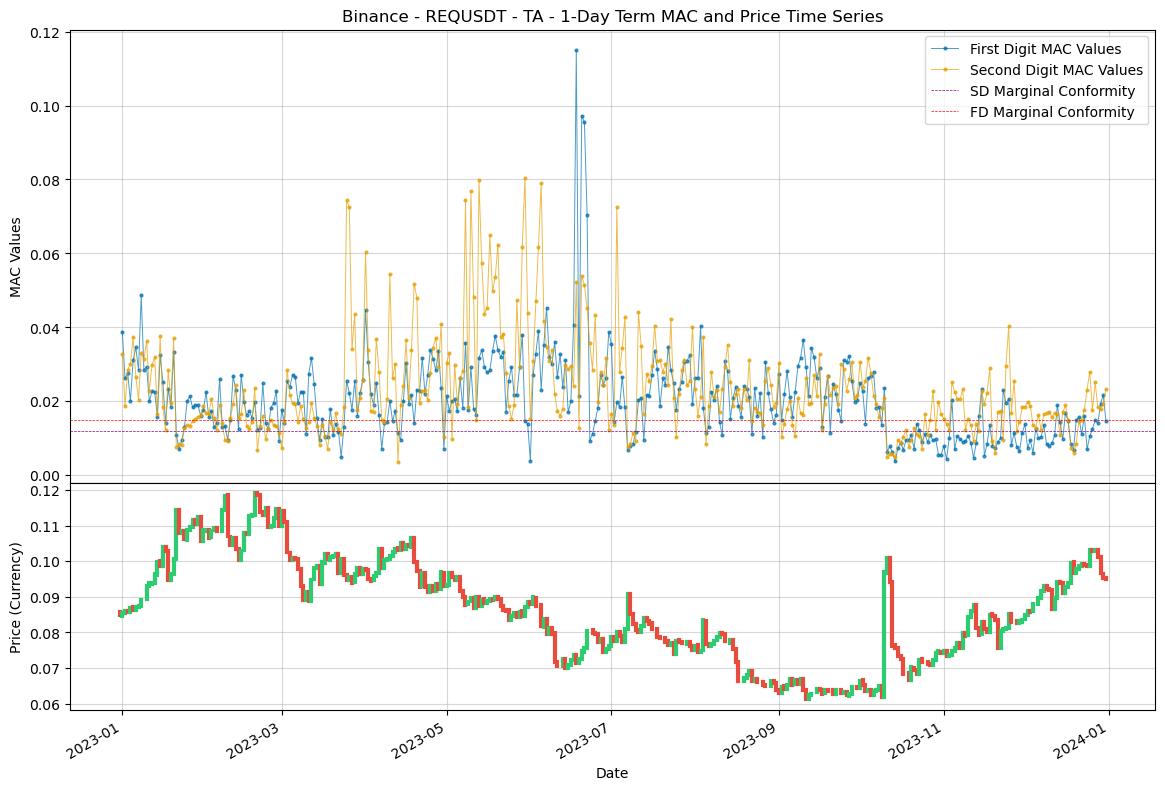 Binance - REQUSDT - TA - 1-Day Term MAC and Price Time Series
MAC Values
0.12
0.10
0.08
0.06
0.04
0.02
0.00
First Digit MAC Values
Second Digit MAC Values
SD Marginal Conformity
FD Marginal Conformity
Price (Currency)
0.12
0.11
0.10
0.09
0.08
0.07
0.06
2023-01
2023-03
2023-05
2023-07
2023-09
2023-11
2024-01
Date